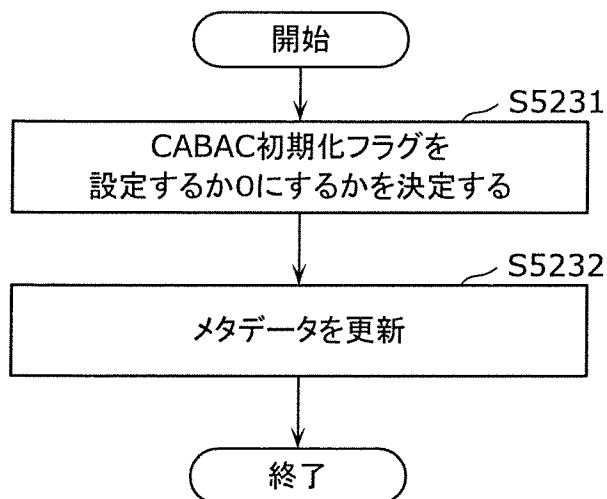 開始
S5231
CABAC初期化フラグを
設定するか0にするかを決定する
S5232
メタデータを更新
終了